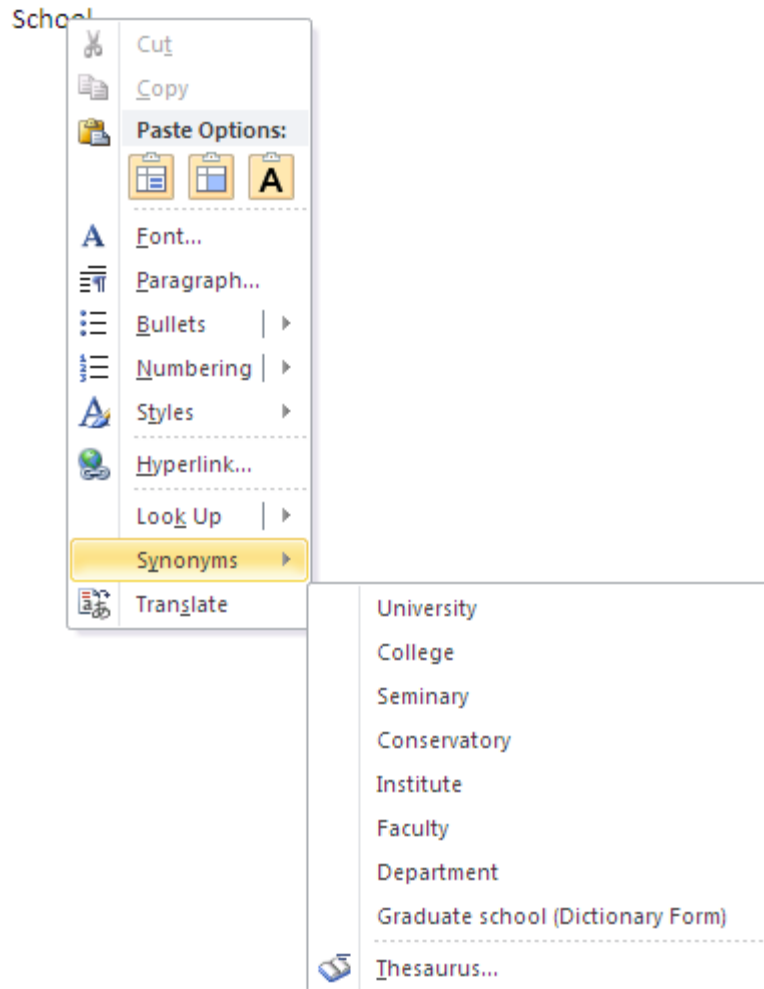 School
Cut
Copy
Paste Options:
A
A Font...
Paragraph...
Bullets
Numbering
Styles
Hyperlink...
Look Up
Synonyms
Translate
University
College
Seminary
Conservatory
Institute
Faculty
Department
Graduate school (Dictionary Form)
Thesaurus...